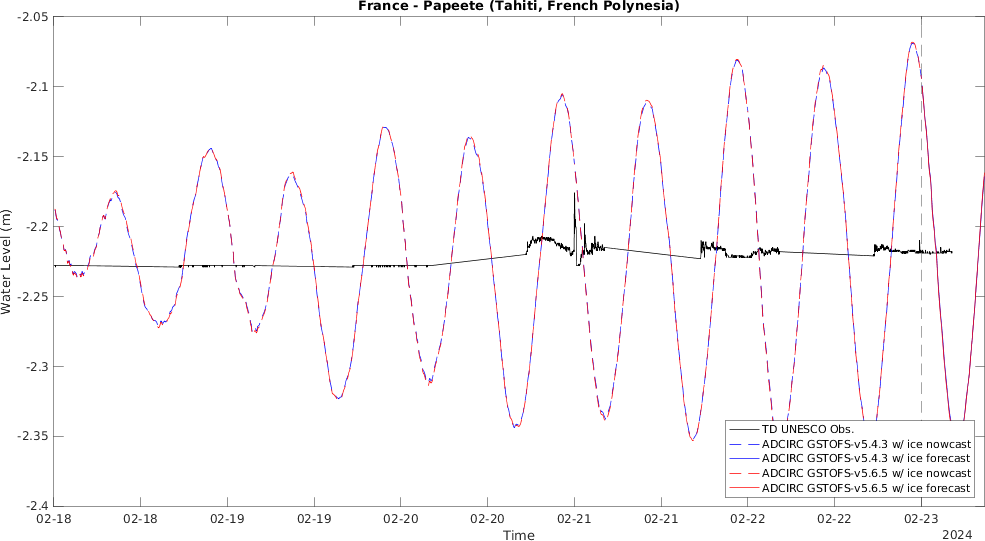 France - Papeete (Tahiti, French Polynesia)
-2.05
-2.1
-2.15
-2.2
-2.25
-2.3
-2.35
-2.4
Water Level (m)
TD UNESCO Obs.
ADCIRC GSTOFS-v5.4.3 w/ ice nowcast
ADCIRC GSTOFS-v5.4.3 w/ ice forecast
ADCIRC GSTOFS-v5.6.5 w/ ice nowcast
ADCIRC GSTOFS-v5.6.5 w/ ice forecast
02-18 02-18 02-19 02-19 02-20 02-20 02-21 02-21 02-22 02-22 02-23
Time
2024